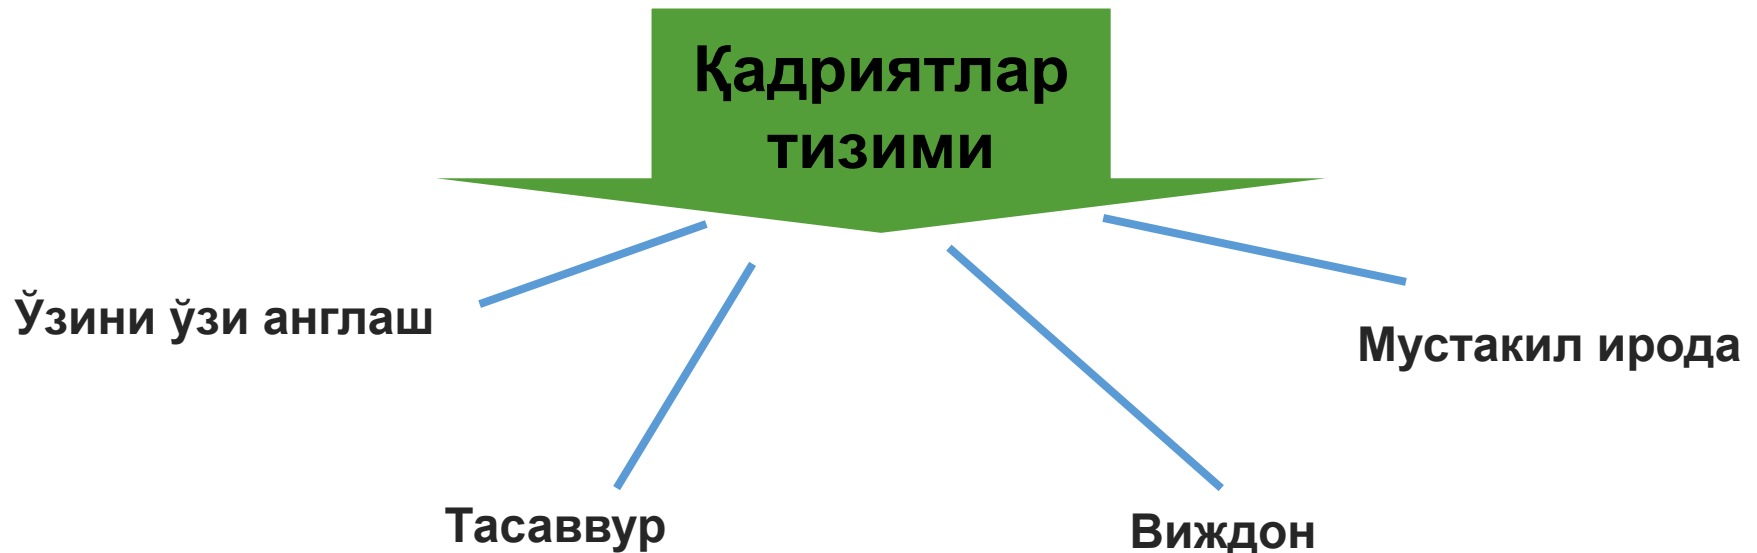 Қадриятлар
тизими
Ўзини ўзи англаш
Мустакил ирода
Тасаввур
Виждон